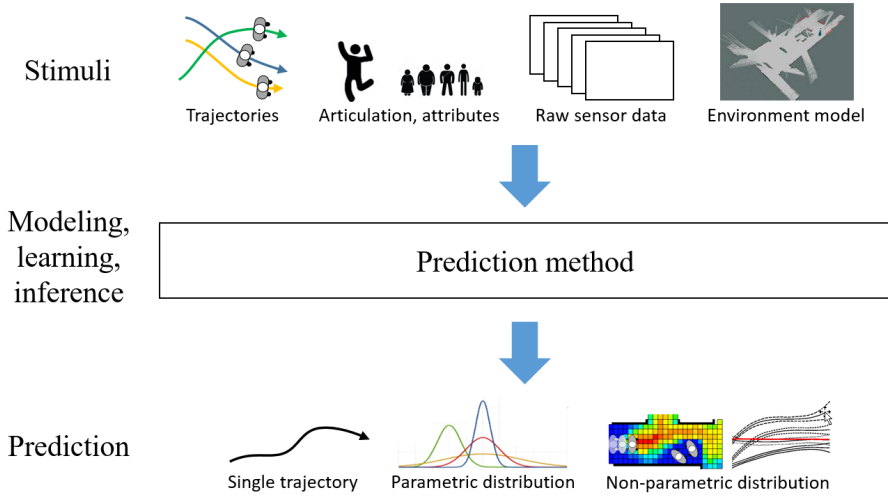 Stimuli
Trajectories
Articulation, attributes
Raw sensor data
Environment model
Modeling,
learning,
inference
Prediction method
Prediction
Single trajectory
Parametric distribution
Non-parametric distribution